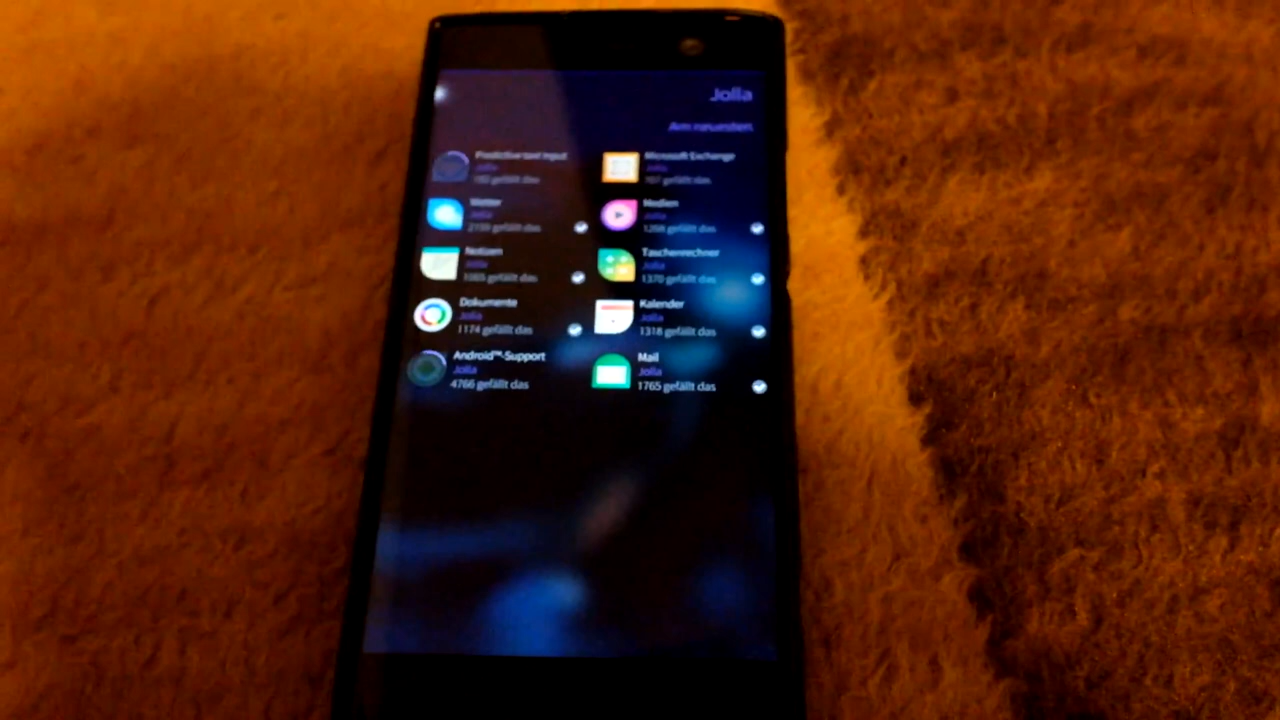 Jolla
Am neuesten
Predictive text input
Jolla
gefällt das
Microsoft Exchange
Jolla
gefällt das
Wetter
Jolla
gefällt das
Medien
Jolla
1268 gefällt das
Notizen
Jolla
gefällt das
Taschenrechner
Jolla
1370 gefällt das
Dokumente
Jolla
1174 gefällt das
Kalender
Jolla
1318 gefällt das
Android™-Support
Jolla
4766 gefällt das
Mail
Jolla
1765 gefällt das